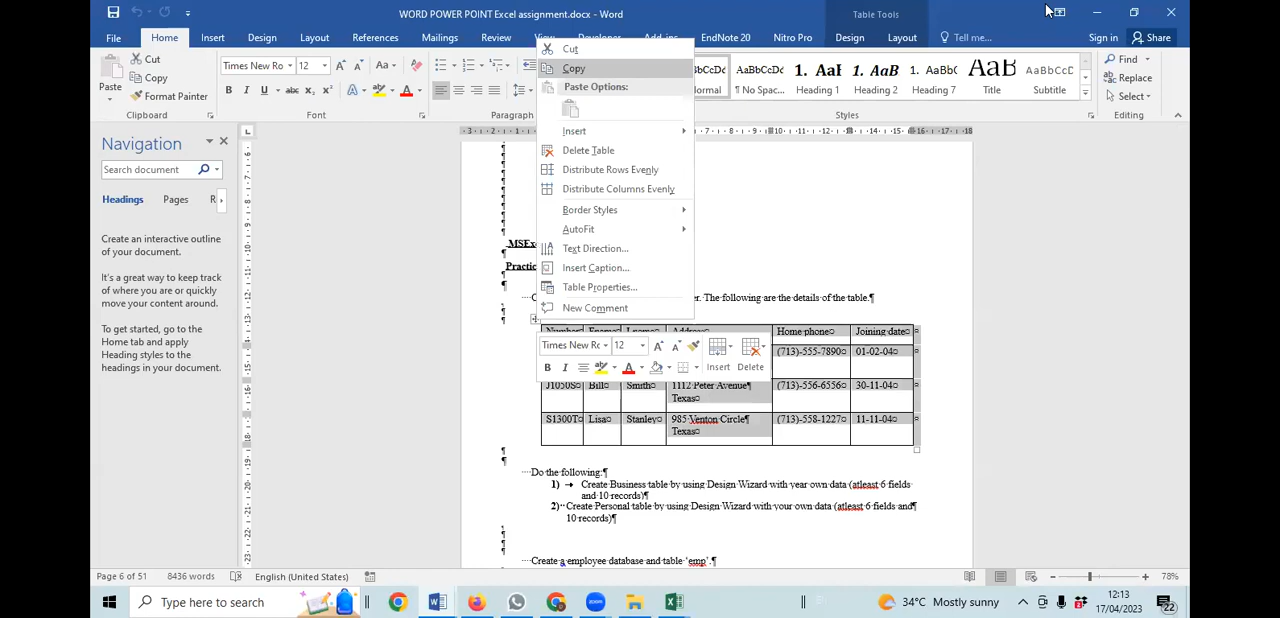 WORD POWER POINT Excel assignment.docx - Word
Table Tools
File Home Insert Design Layout References Mailings Review View Developer Add-ins EndNote 20 Nitro Pro Design Layout Tell me... Sign in Share
Paste
Cut
Copy
Format Painter
Clipboard
Times New Ro 12
Font
Paragraph
Normal
¶ No Spac...
Heading 1
Heading 2
Heading 7
Title
Subtitle
Styles
Find
Replace
Select
Editing
Navigation
Search document
Headings Pages
Create an interactive outline
of your document.
It's a great way to keep track
of where you are or quickly
move your content around.
To get started, go to the
Home tab and apply
Heading styles to the
headings in your document.
Cut
Copy
Paste Options:
Insert
Delete Table
Distribute Rows Evenly
Distribute Columns Evenly
Border Styles
AutoFit
Text Direction...
Insert Caption...
Table Properties...
New Comment
Times New Ro 12
Insert Delete
The following are the details of the table.¶
Home phone¤ Joining date¤
(713)-555-7890¤ 01-02-04¤
J1050S¤ Bill¤ Smith¤ 1112 Peter Avenue¶ (713)-556-6556¤ 30-11-04¤
Texas¤
S1300T¤ Lisa¤ Stanley¤ 985 Venton Circle¶ (713)-558-1227¤ 11-11-04¤
Texas¤
Do the following:¶
1) → Create Business table by using Design Wizard with year own data (atleast 6 fields
and 10 records)¶
2) Create Personal table by using Design Wizard with your own data (atleast 6 fields and¶
10 records)¶
Create a employee database and table 'emp'.¶
Page 6 of 51 8436 words English (United States) 78%
Type here to search
34°C Mostly sunny
12:13
17/04/2023
22